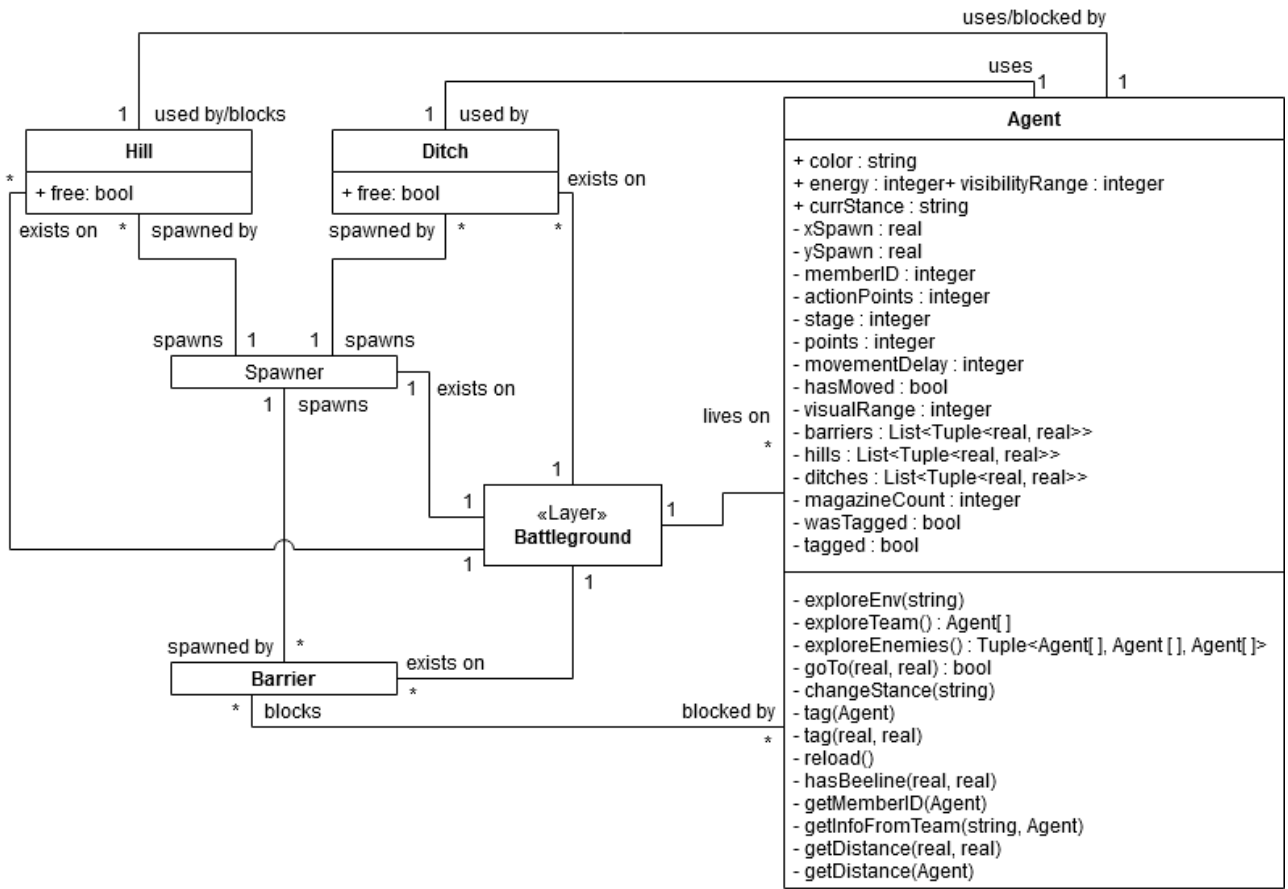 uses/blocked by
uses
1
1
1
used by/blocks
1
used by
Hill
+ free: bool
Ditch
+ free: bool
*
exists on
*
spawned by
spawned by
*
*
exists on
spawns
1
1
spawns
Spawner
1
spawns
1
exists on
lives on
*
1
1
1
1
1
«Layer»
Battleground
spawned by
*
Barrier
exists on
*
*
blocks
blocked by
*
Agent
+ color : string
+ energy : integer+ visibilityRange : integer
+ currStance : string
- xSpawn : real
- ySpawn : real
- memberID : integer
- actionPoints : integer
- stage : integer
- points : integer
- movementDelay : integer
- hasMoved : bool
- visualRange : integer
- barriers : List<Tuple<real, real>>
- hills : List<Tuple<real, real>>
- ditches : List<Tuple<real, real>>
- magazineCount : integer
- wasTagged : bool
- tagged : bool
- exploreEnv(string)
- exploreTeam() : Agent[ ]
- exploreEnemies() : Tuple<Agent[ ], Agent [ ], Agent[ ]>
- goTo(real, real) : bool
- changeStance(string)
- tag(Agent)
- tag(real, real)
- reload()
- hasBeeline(real, real)
- getMemberID(Agent)
- getInfoFromTeam(string, Agent)
- getDistance(real, real)
- getDistance(Agent)